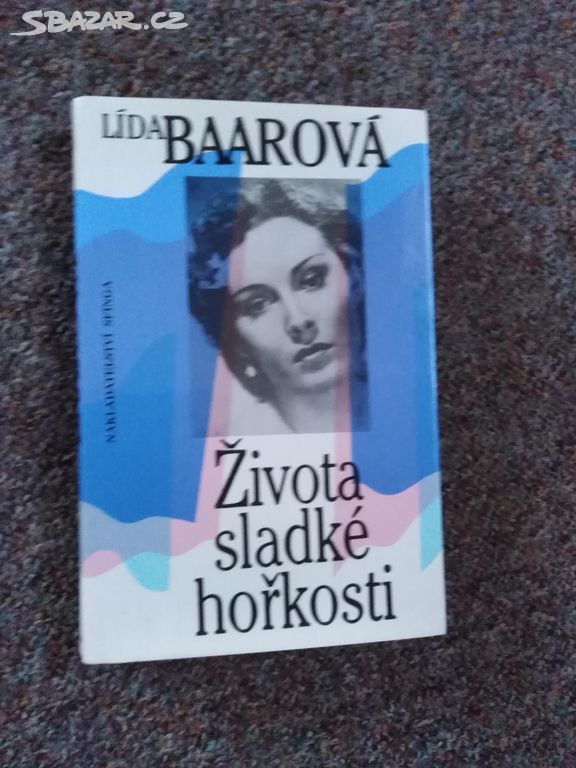 SBAZAR.CZ
LÍDA BAAROVÁ
NAKLADATELSTVÍ SFINGA
Života
sladké
hořkosti